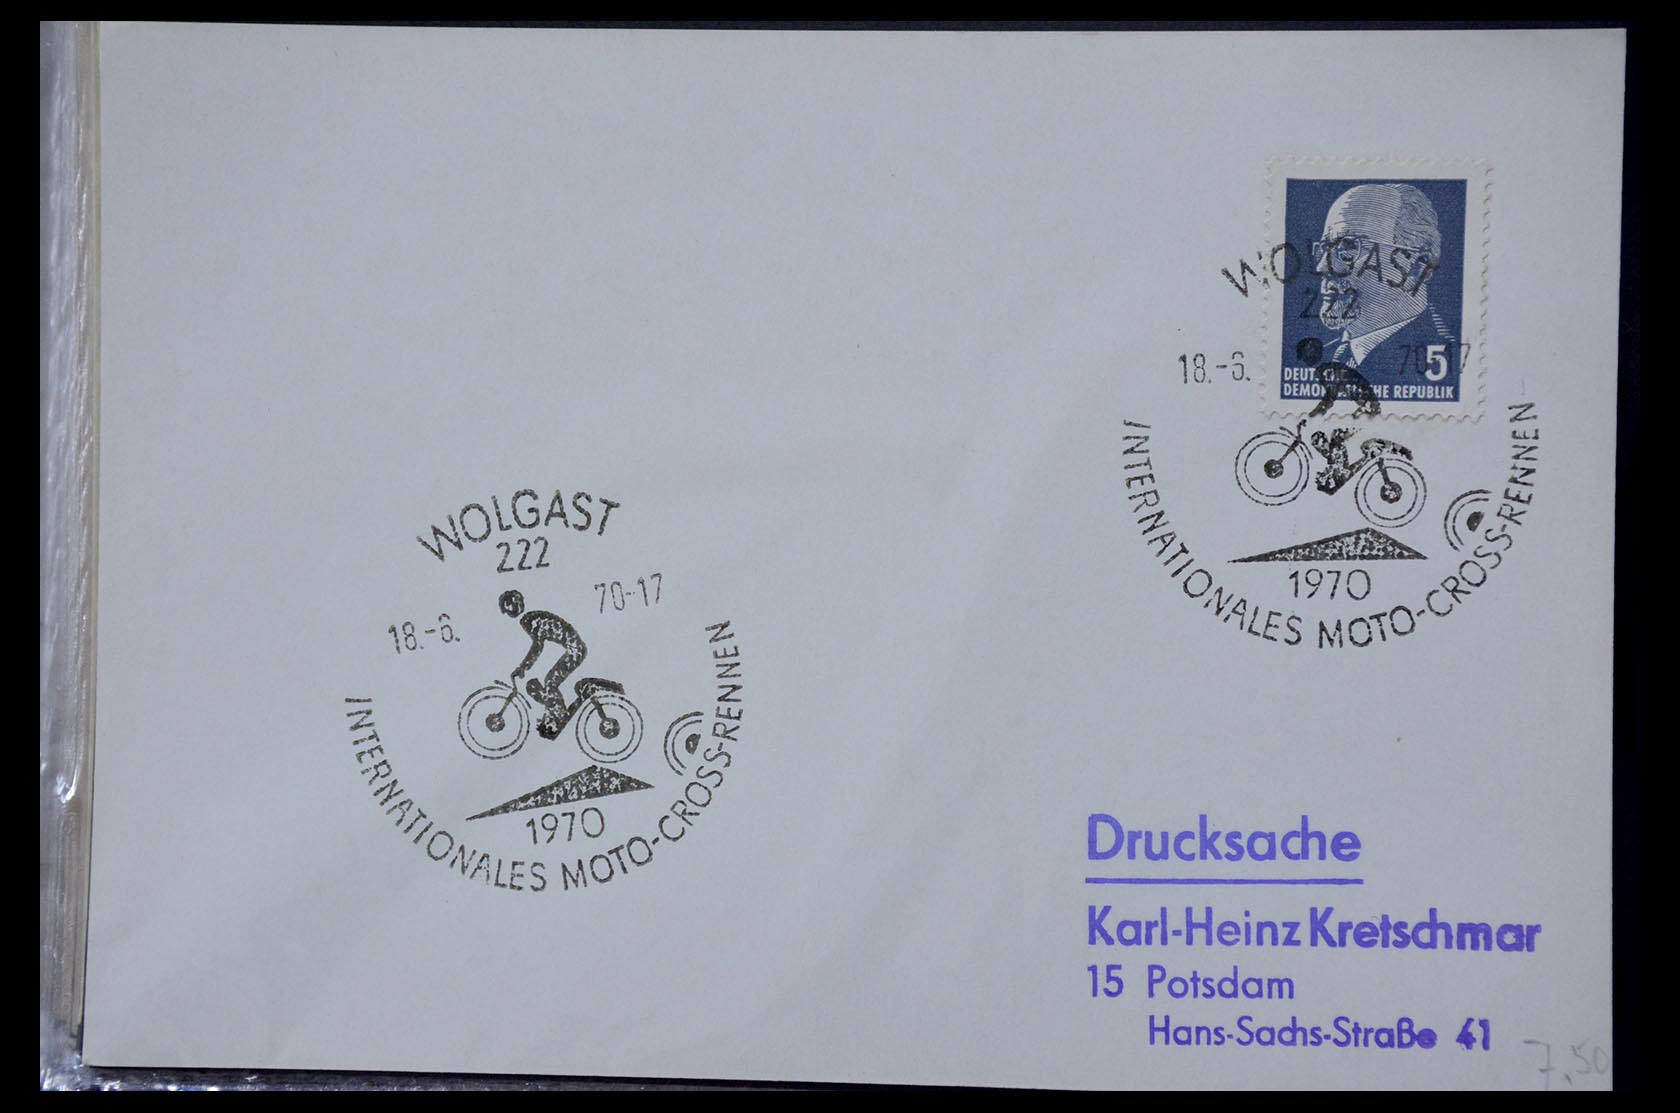 WOLGAST
222
18.-6. 70-17
5
DEUTSCHE
DEMOKRATISCHE REPUBLIK
1970
INTERNATIONALES MOTO-CROSS-RENNEN
WOLGAST
222
18.-6. 70-17
1970
INTERNATIONALES MOTO-CROSS-RENNEN
Drucksache
Karl-Heinz Kretschmar
15 Potsdam
Hans-Sachs-Straße 41
7,50